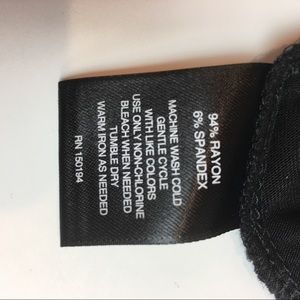 94% RAYON
6% SPANDEX
MACHINE WASH COLD
GENTLE CYCLE
WITH LIKE COLORS
USE ONLY NON-CHLORINE
BLEACH WHEN NEEDED
TUMBLE DRY
WARM IRON AS NEEDED
RN 150194